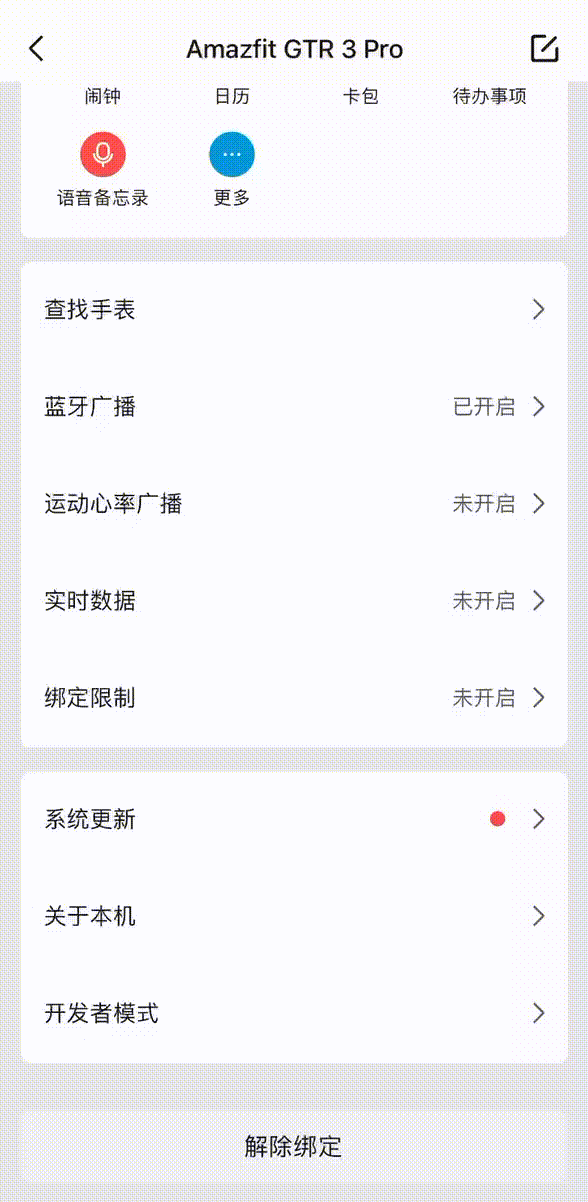 Amazfit GTR 3 Pro
闹钟 日历 卡包 待办事项
语音备忘录 更多
查找手表
蓝牙广播 已开启
运动心率广播 未开启
实时数据 未开启
绑定限制 未开启
系统更新
关于本机
开发者模式
解除绑定